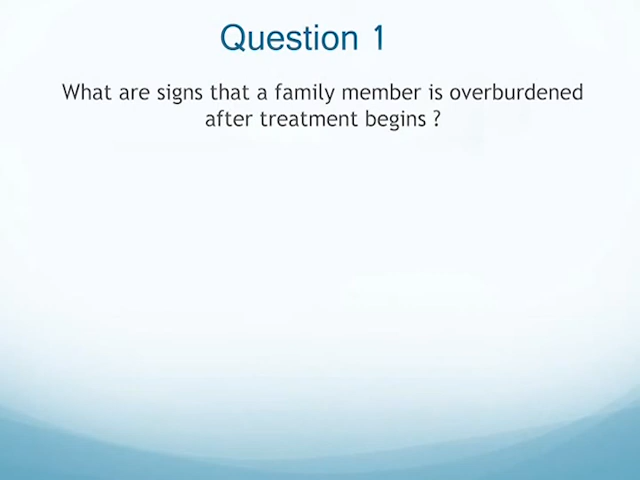 Question 1
What are signs that a family member is overburdened
after treatment begins ?